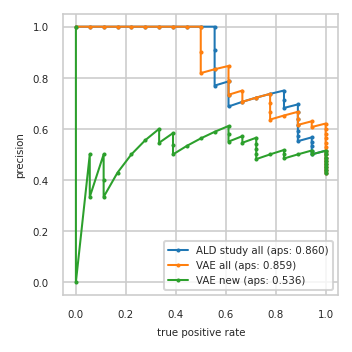 1.0
0.8
0.6
0.4
0.2
0.0
precision
ALD study all (aps: 0.860)
VAE all (aps: 0.859)
VAE new (aps: 0.536)
0.0 0.2 0.4 0.6 0.8 1.0
true positive rate